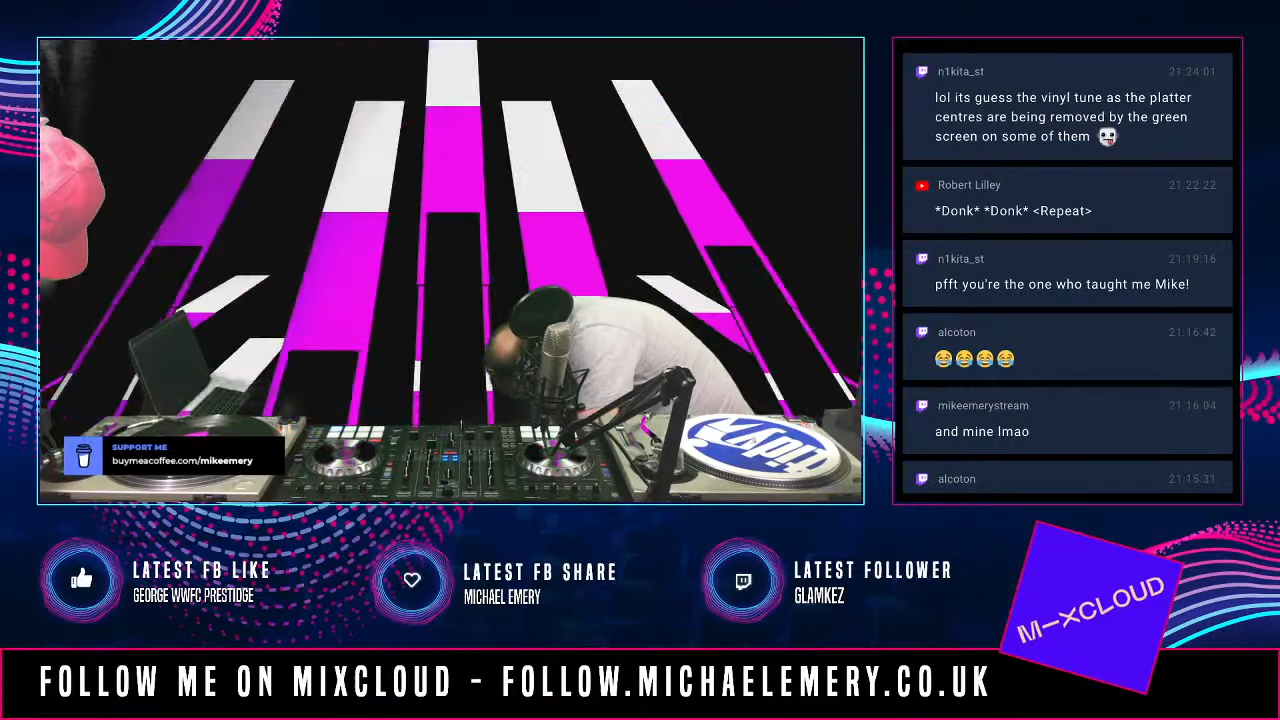 n1kita_st 21:24:01
lol its guess the vinyl tune as the platter
centres are being removed by the green
screen on some of them
Robert Lilley 21:22:22
*Donk* *Donk* <Repeat>
n1kita_st 21:19:16
pfft you're the one who taught me Mike!
alcoton 21:16:42
mikeemerystream 21:16:04
and mine lmao
alcoton 21:15:31
SUPPORT ME
buymeacoffee.com/mikeemery
LATEST FB LIKE
GEORGE WWFC PRESTIDGE
LATEST FB SHARE
MICHAEL EMERY
LATEST FOLLOWER
GLAMKEZ
M-XCLOUD
FOLLOW ME ON MIXCLOUD - FOLLOW.MICHAELEMERY.CO.UK